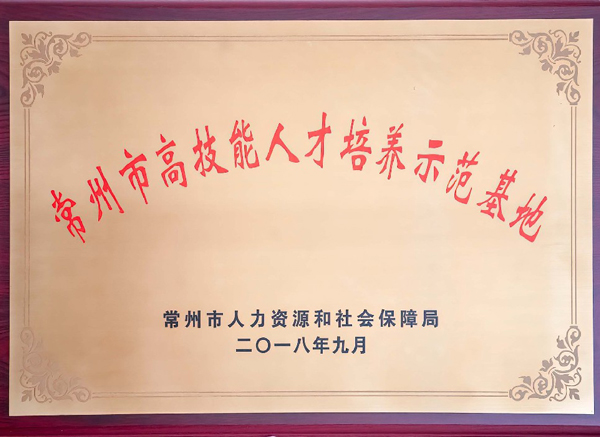 常州市高技能人才培养示范基地
常州市人力资源和社会保障局
二〇一八年九月